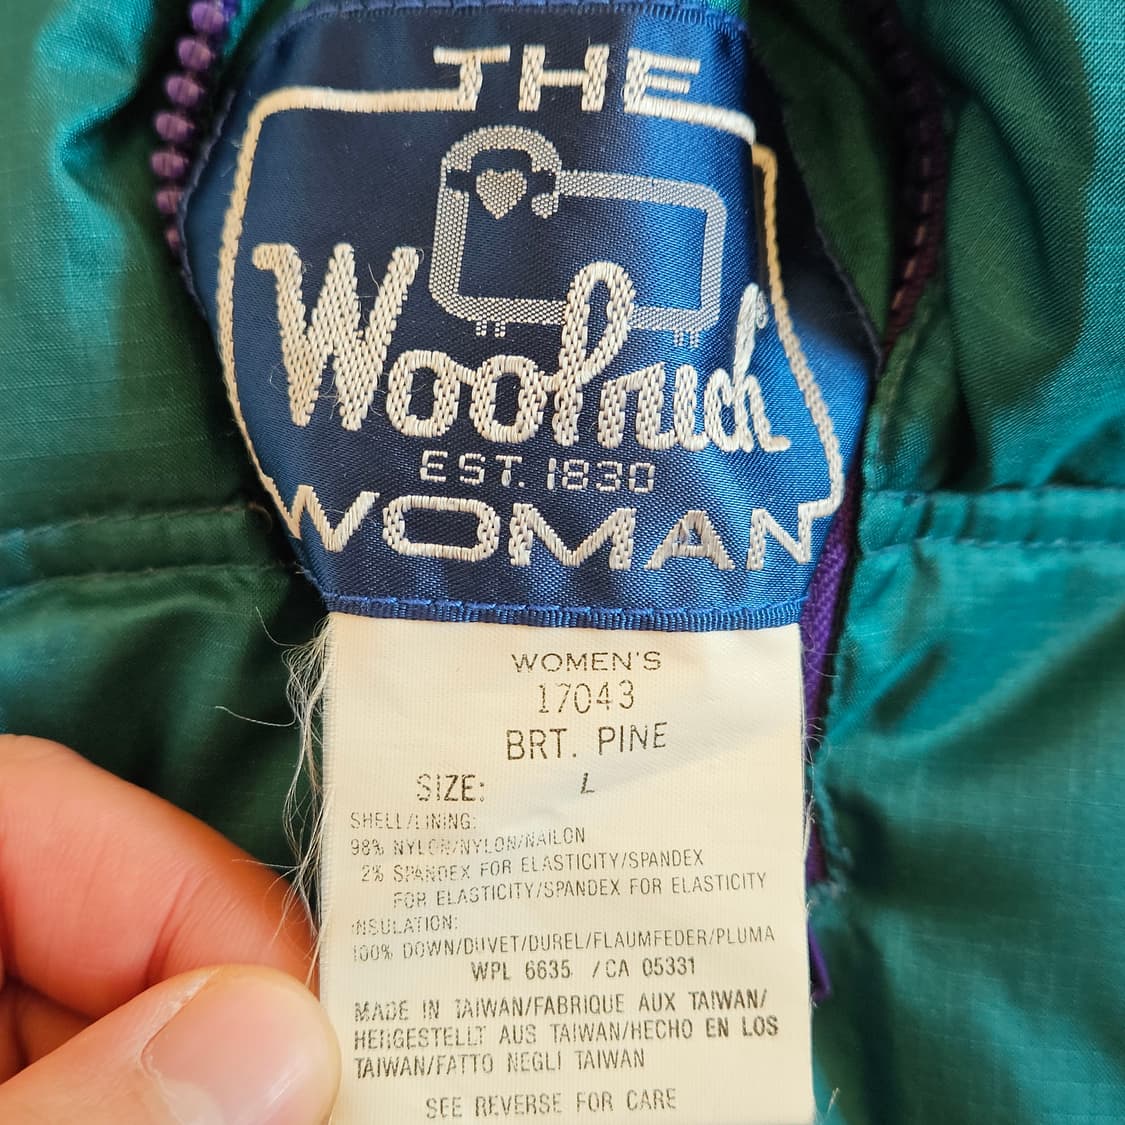 THE
Woolrich®
EST. 1830
WOMAN
WOMEN'S
17043
BRT. PINE
SIZE: L
SHELL/LINING:
98% NYLON/NYLON/NAILON
2% SPANDEX FOR ELASTICITY/SPANDEX
FOR ELASTICITY/SPANDEX FOR ELASTICITY
INSULATION:
100% DOWN/DUVET/DUREL/FLAUMFEDER/PLUMA
WPL 6635 /CA 05331
MADE IN TAIWAN/FABRIQUE AUX TAIWAN/
HERGESTELLT AUS TAIWAN/HECHO EN LOS
TAIWAN/FATTO NEGLI TAIWAN
SEE REVERSE FOR CARE